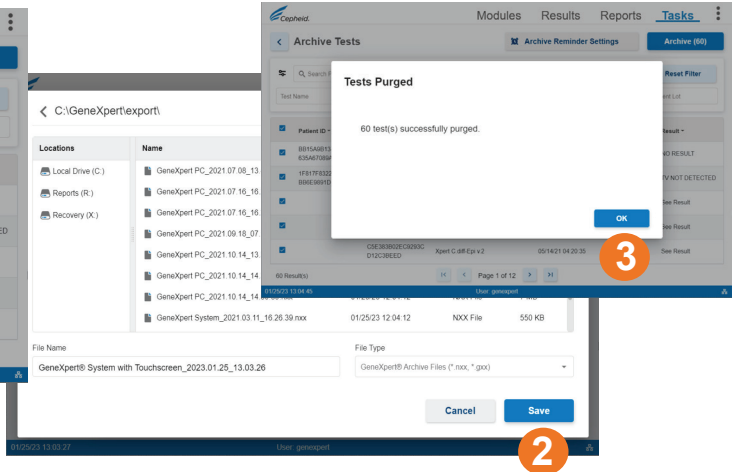 Cepheid.
Modules Results Reports Tasks
Archive Tests
Archive Reminder Settings
Archive (60)
Reset Filter
Test Name
Patient ID
Tests Purged
60 test(s) successfully purged.
OK
3
NO RESULT
TV NOT DETECTED
See Result
See Result
Xpert C.diff-Epi v.2 05/14/21 04:20:35 See Result
60 Result(s)
Page 1 of 12
01/25/23 13:04:45
User: genexpert
C:\GeneXpert\export\
Locations
Name
Local Drive (C:)
GeneXpert PC_2021.07.08_13
Reports (R:)
GeneXpert PC_2021.07.16_16
Recovery (X:)
GeneXpert PC_2021.07.16_16
GeneXpert PC_2021.09.18_07
GeneXpert PC_2021.10.14_13
GeneXpert PC_2021.10.14_14
GeneXpert PC_2021.10.14_14
GeneXpert System_2021.03.11_16.26.39.nxx 01/25/23 12:04:12 NXX File 550 KB
File Name
File Type
GeneXpert® System with Touchscreen_2023.01.25_13.03.26
GeneXpert® Archive Files (*.nxx, *.gxx)
Cancel
Save
2
01/25/23 13:03:27
User: genexpert
ED